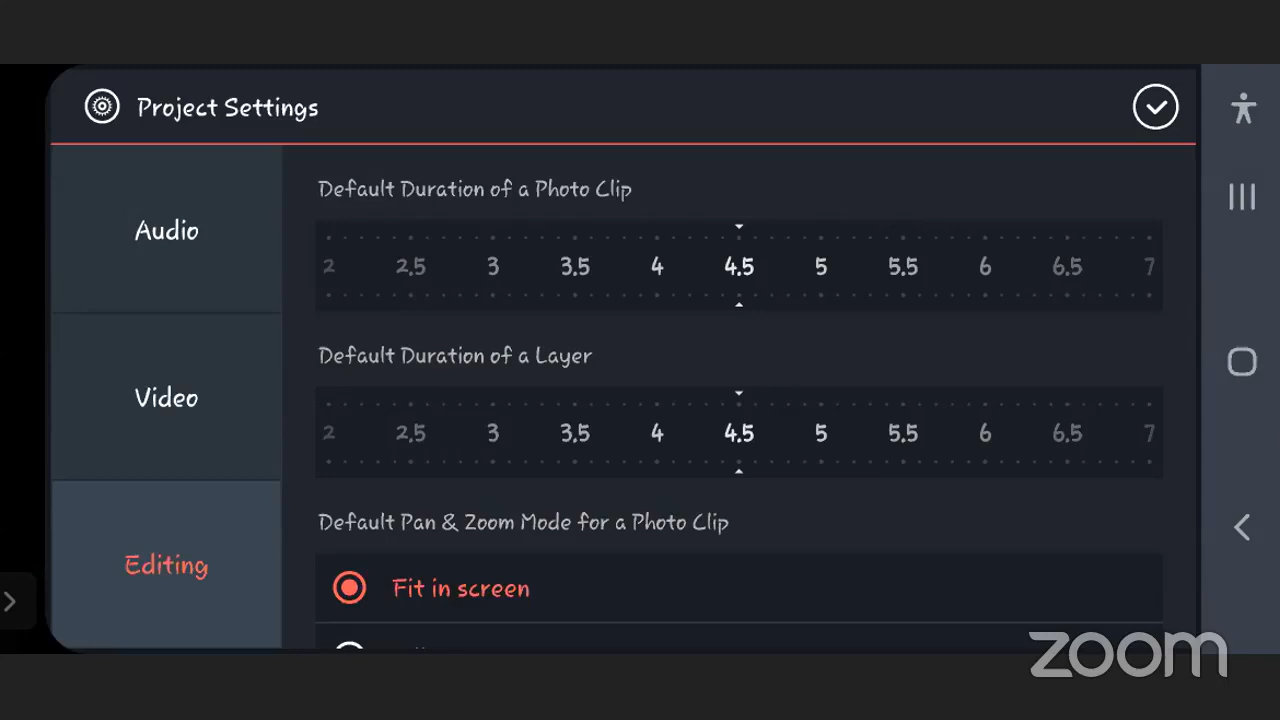 Project Settings
Audio
Video
Editing
Default Duration of a Photo Clip
2 2.5 3 3.5 4 4.5 5 5.5 6 6.5 7
Default Duration of a Layer
2 2.5 3 3.5 4 4.5 5 5.5 6 6.5 7
Default Pan & Zoom Mode for a Photo Clip
Fit in screen
zoom